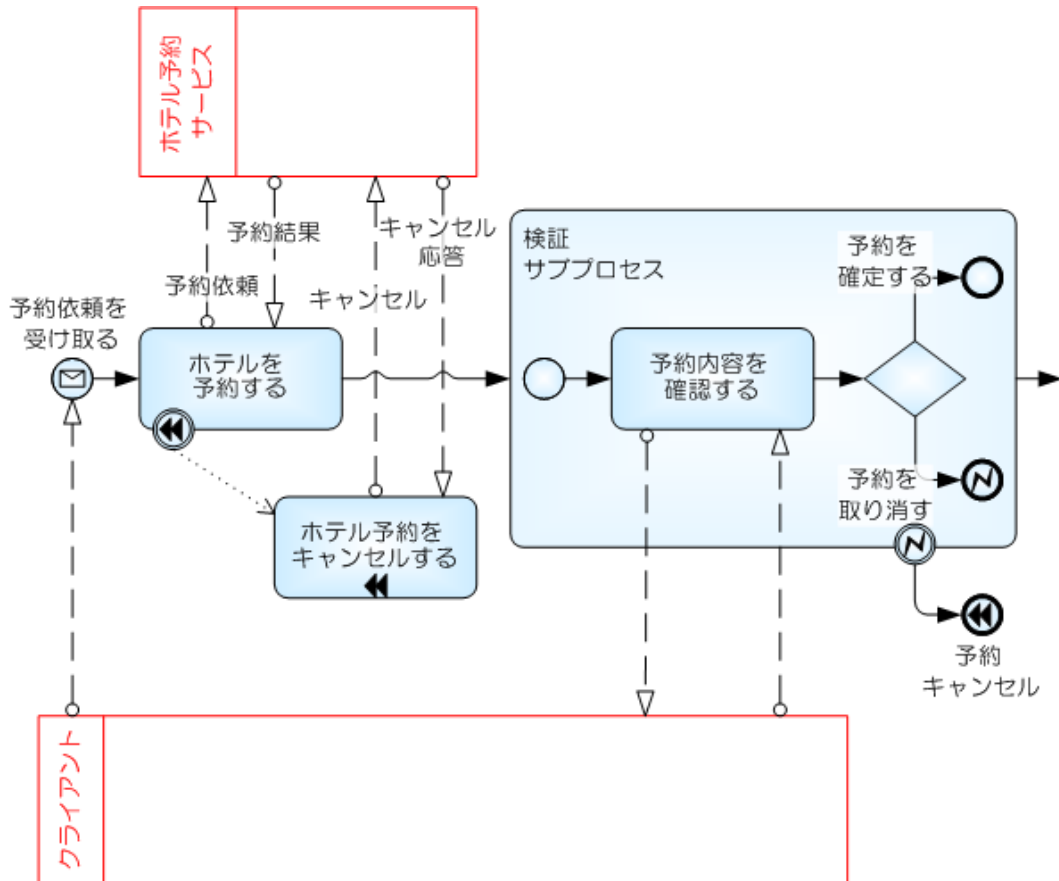 ホテル予約
サービス
予約結果
キャンセル
応答
予約依頼
キャンセル
予約依頼を
受け取る
ホテルを
予約する
ホテル予約を
キャンセルする
検証
サブプロセス
予約内容を
確認する
予約を
確定する
予約を
取り消す
予約
キャンセル
クライアント